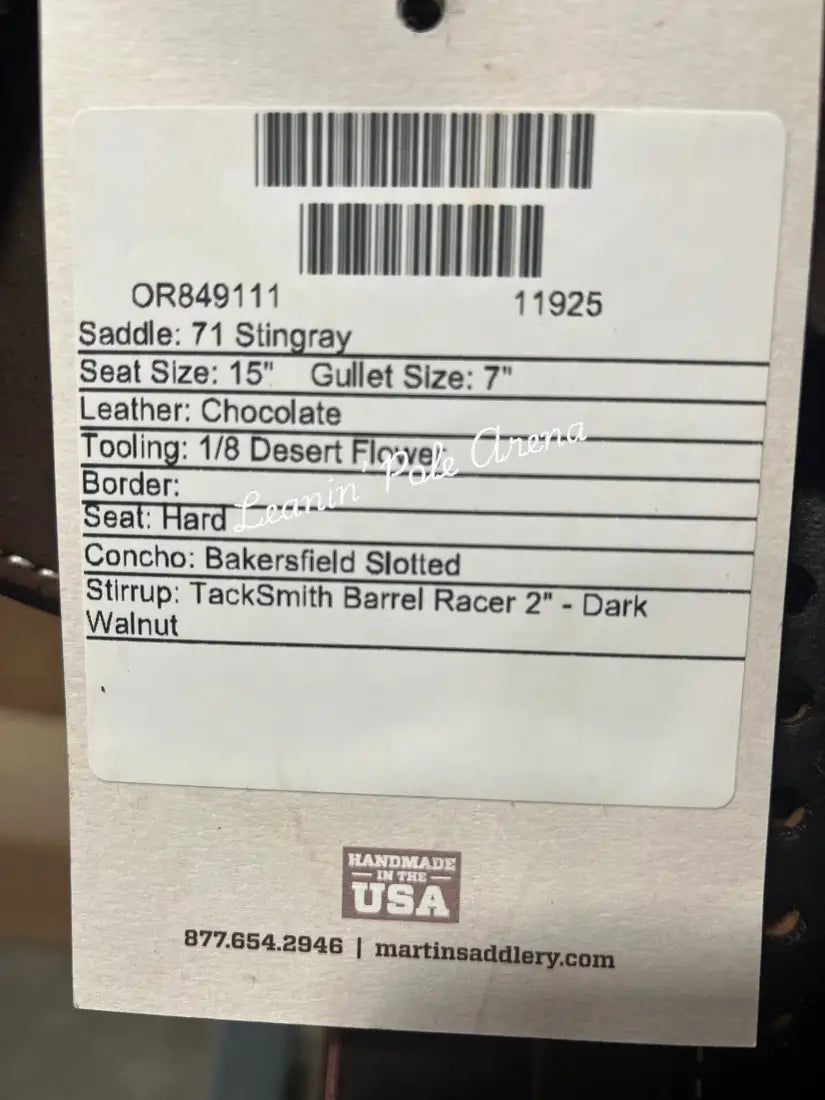 OR849111 11925
Saddle: 71 Stingray
Seat Size: 15" Gullet Size: 7"
Leather: Chocolate
Tooling: 1/8 Desert Flower
Leanin' Pole Arena
Border:
Seat: Hard
Concho: Bakersfield Slotted
Stirrup: TackSmith Barrel Racer 2" - Dark
Walnut
HANDMADE
IN THE
USA
877.654.2946 | martinsaddlery.com